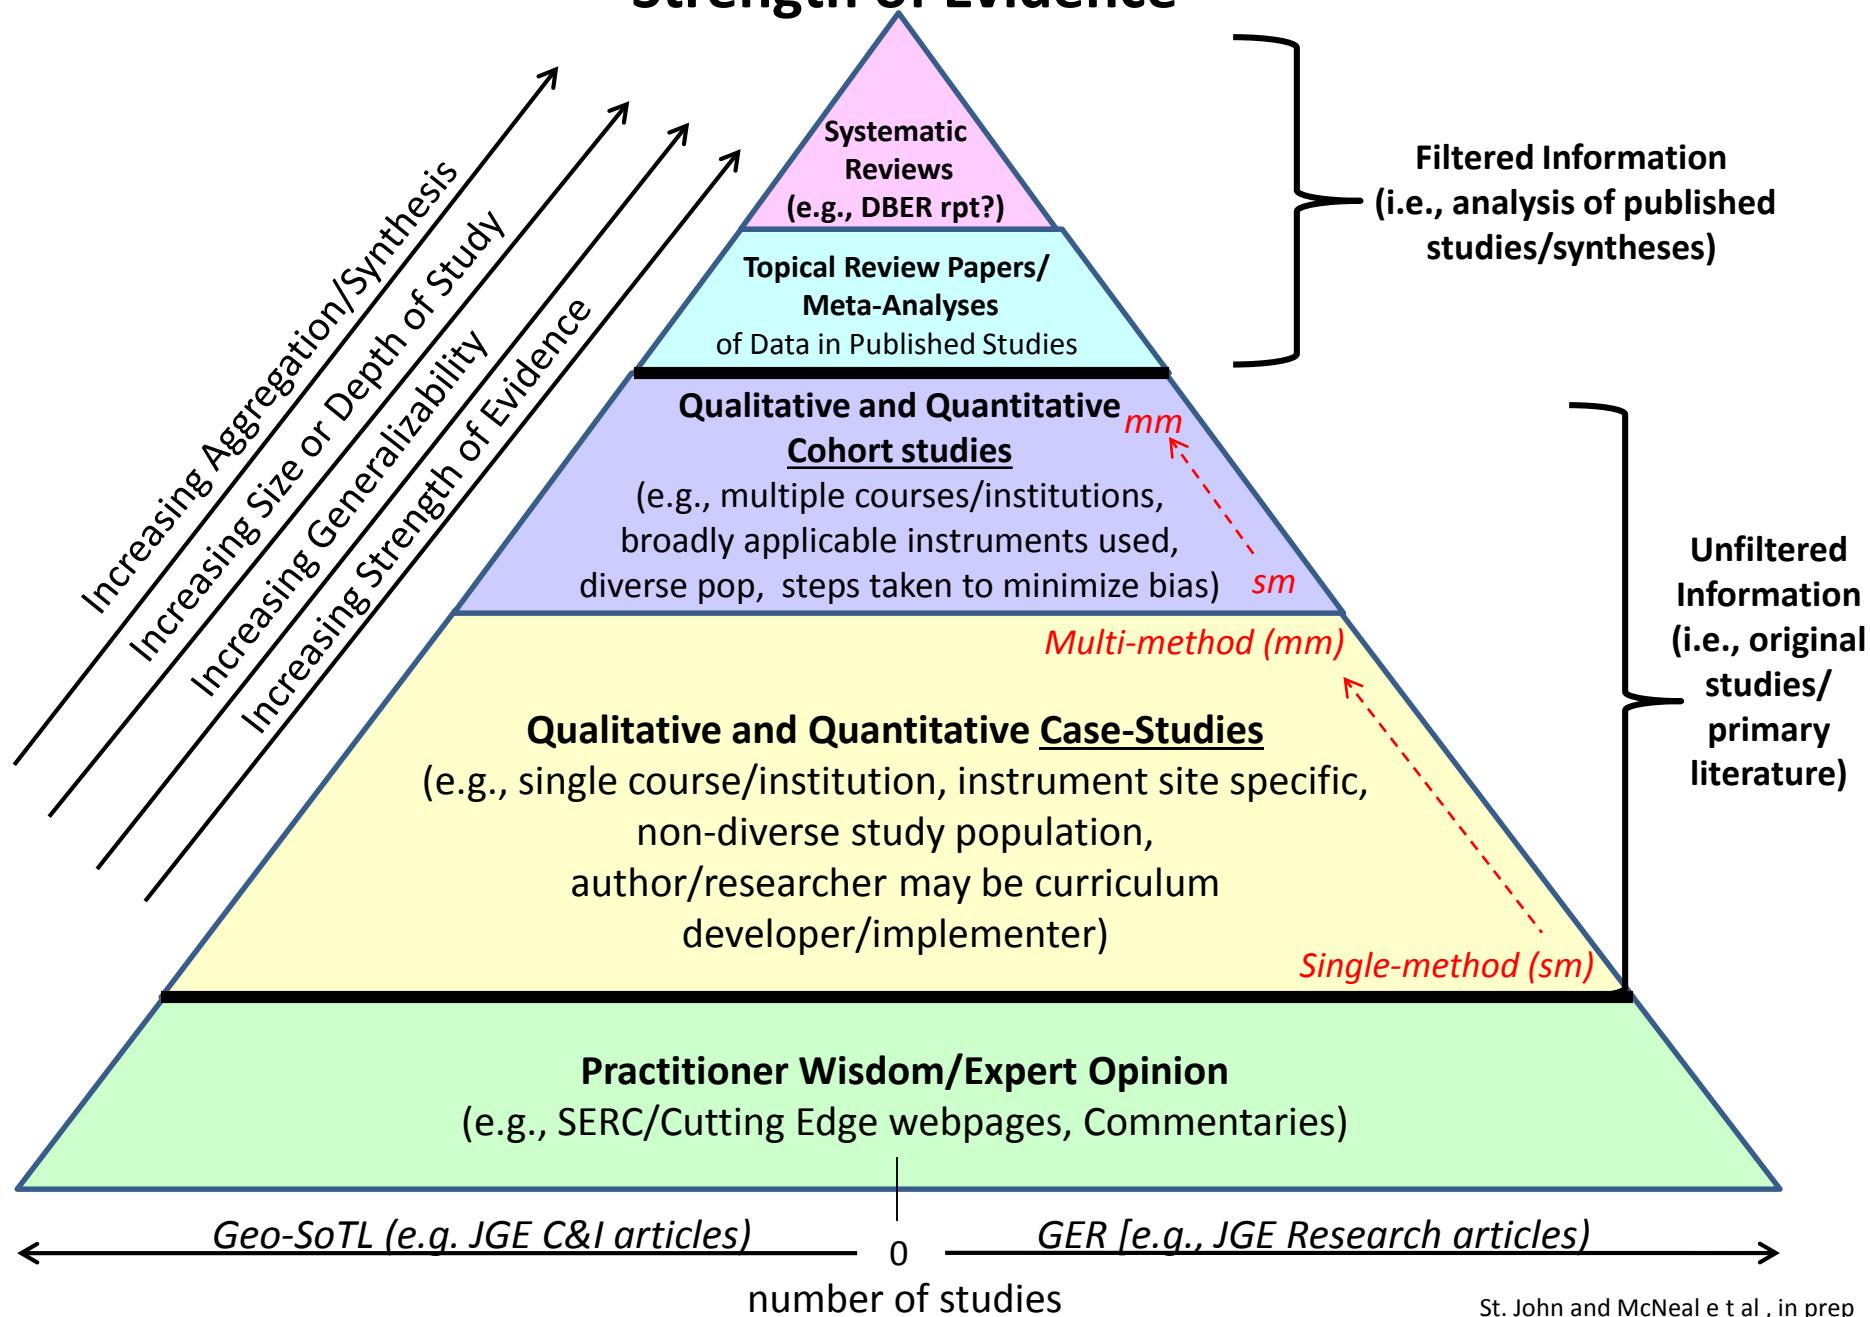 Strength of Evidence
Increasing Aggregation/Synthesis
Increasing Size or Depth of Study
Increasing Generalizability
Increasing Strength of Evidence
Systematic
Reviews
(e.g., DBER rpt?)
Topical Review Papers/
Meta-Analyses
of Data in Published Studies
Qualitative and Quantitative
Cohort studies
(e.g., multiple courses/institutions,
broadly applicable instruments used,
diverse pop,  steps taken to minimize bias)
mm
sm
Multi-method (mm)
Qualitative and Quantitative Case-Studies
(e.g., single course/institution, instrument site specific,
non-diverse study population,
author/researcher may be curriculum
developer/implementer)
Single-method (sm)
Practitioner Wisdom/Expert Opinion
(e.g., SERC/Cutting Edge webpages, Commentaries)
Filtered Information
(i.e., analysis of published
studies/syntheses)
Unfiltered
Information
(i.e., original
studies/
primary
literature)
Geo-SoTL (e.g. JGE C&I articles)
0
GER [e.g., JGE Research articles)
number of studies
St. John and McNeal e t al , in prep